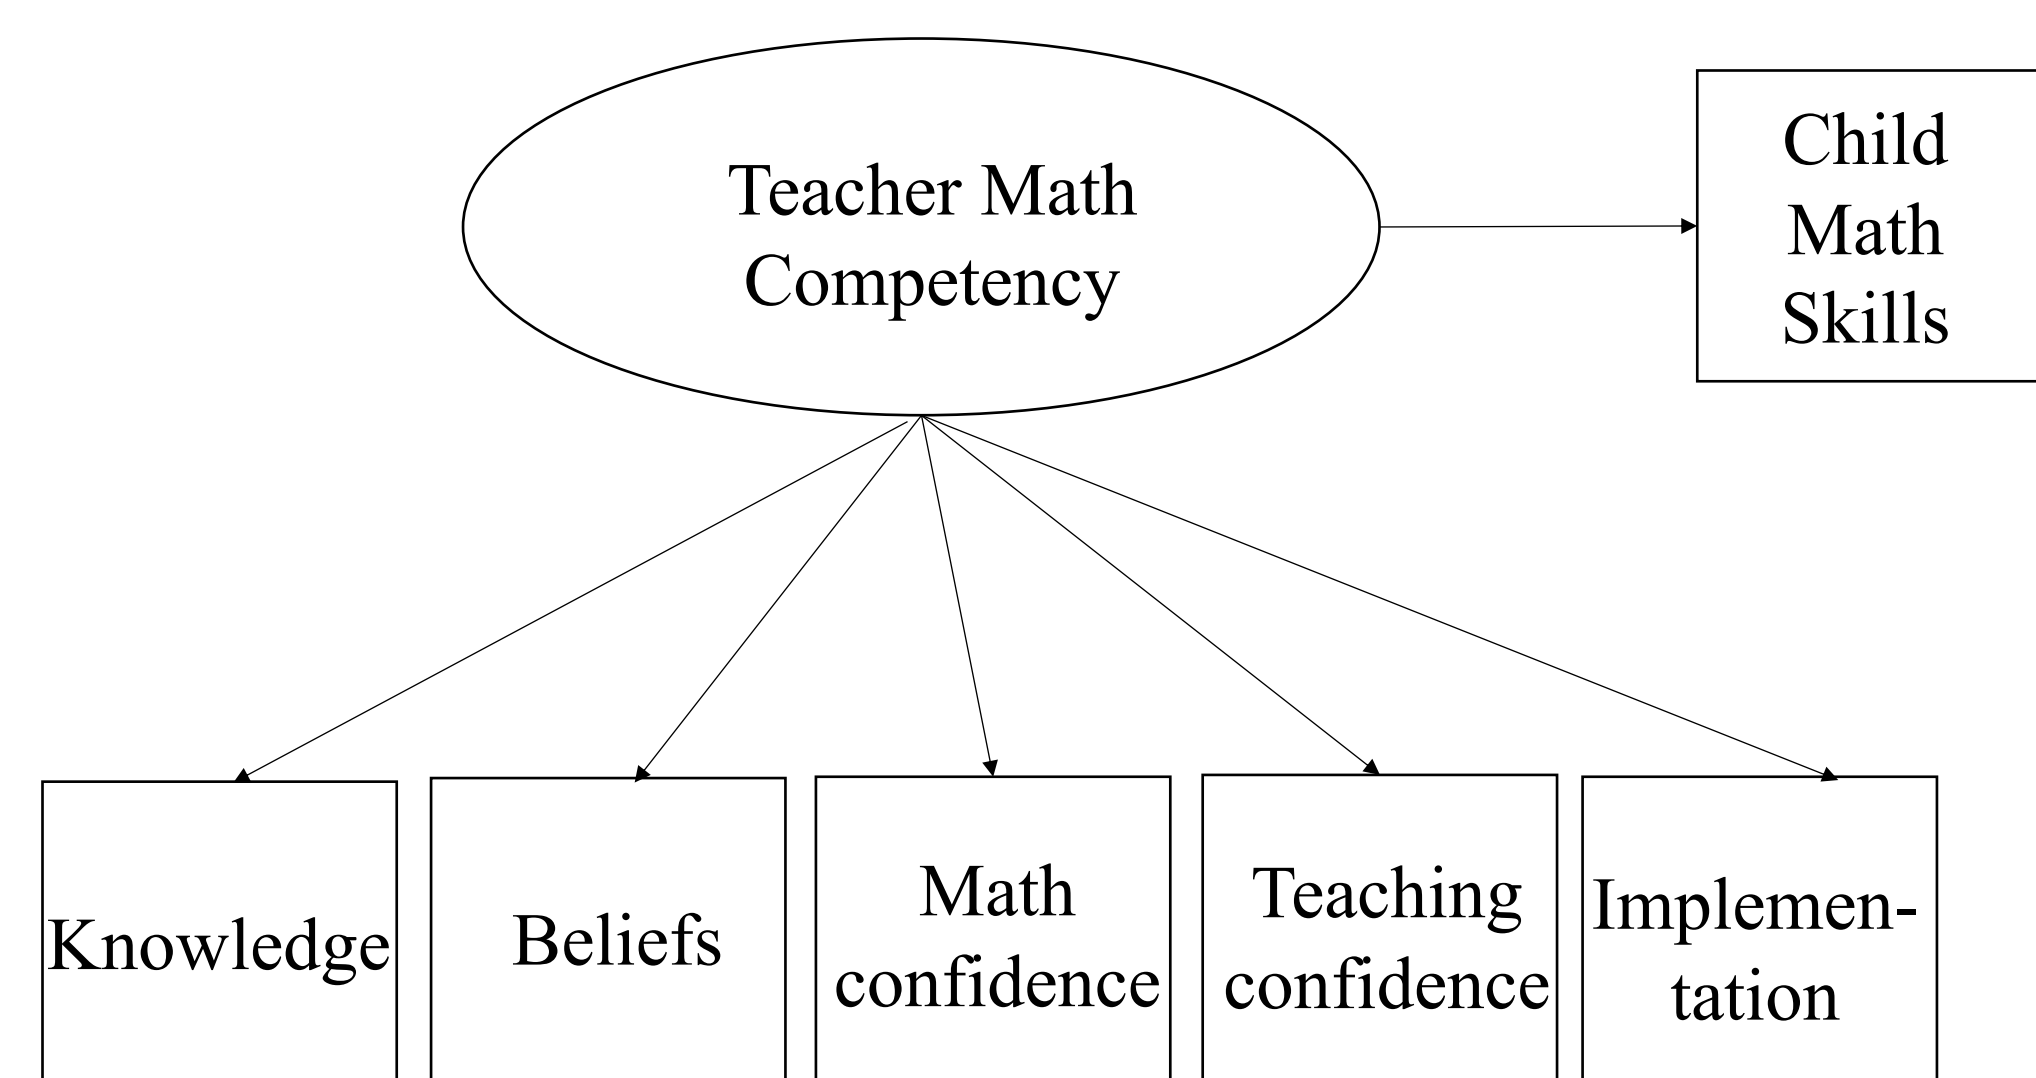 Teacher Math
Competency
Child
Math
Skills
Knowledge
Beliefs
Math
confidence
Teaching
confidence
Implemen-
tation